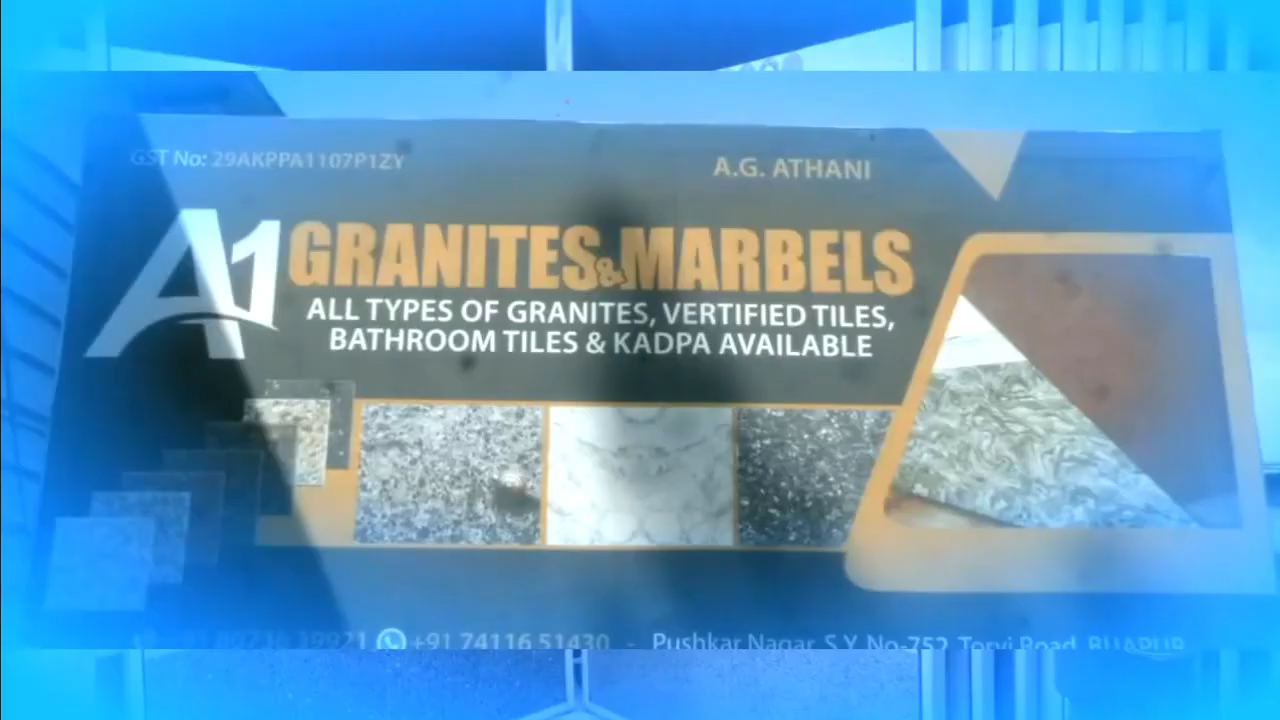 GST No: 29AKPPA1107P1ZY
A.G. ATHANI
A1 GRANITES & MARBELS
ALL TYPES OF GRANITES, VERTIFIED TILES,
BATHROOM TILES & KADPA AVAILABLE
+91 74116 51430 - Pushkar Nagar, S.Y. No-752, Torvi Road, BIJAPUR